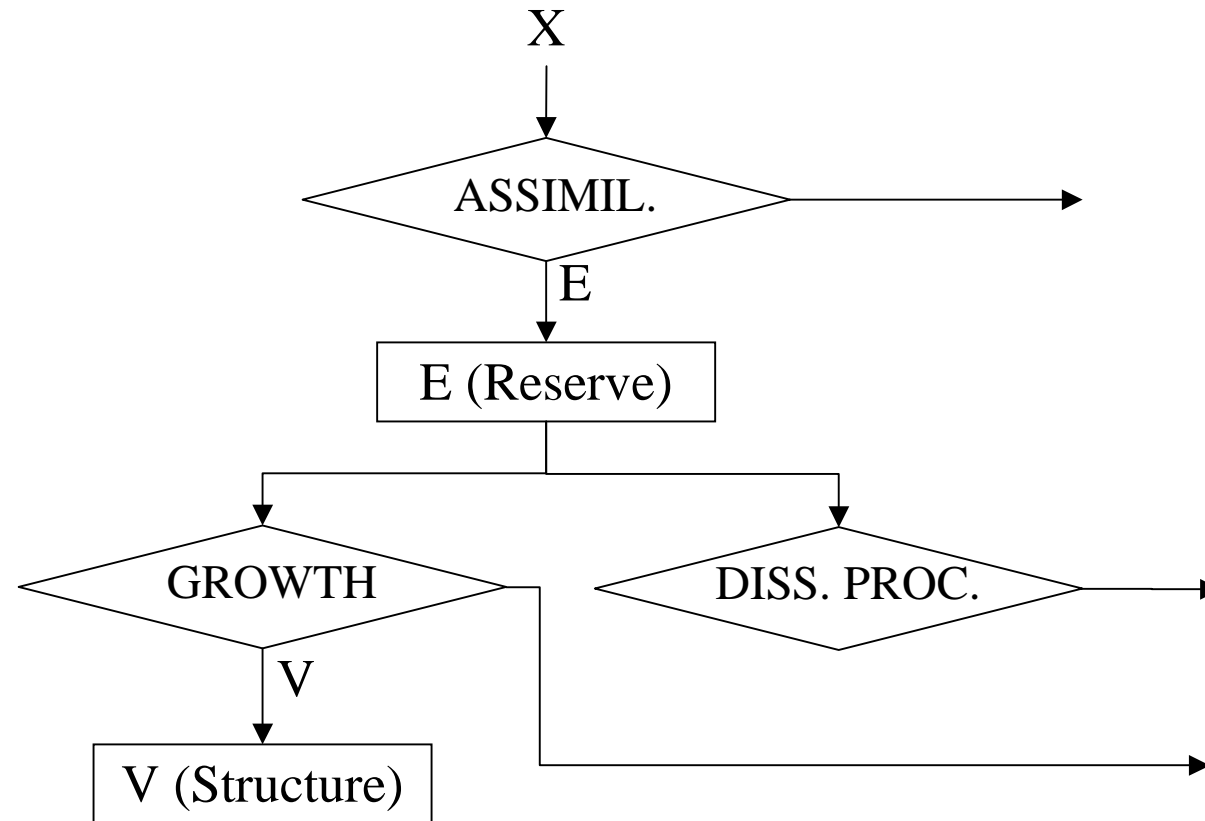 X
ASSIMIL.
E
E (Reserve)
GROWTH
DISS. PROC.
V
V (Structure)